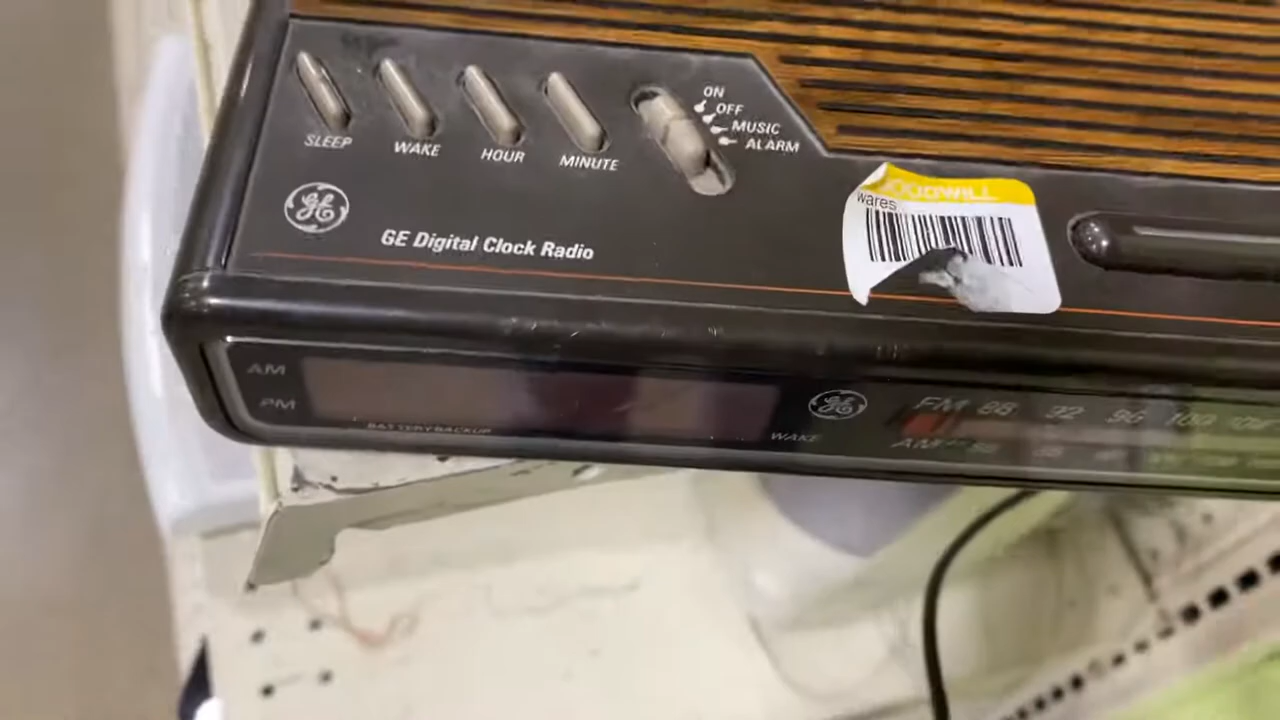 ON
OFF
MUSIC
ALARM
SLEEP
WAKE
HOUR
MINUTE
GE
GE Digital Clock Radio
GOODWILL
wares
AM
PM
BATTERY BACKUP
WAKE
GE
FM 88 92 96 100
AM